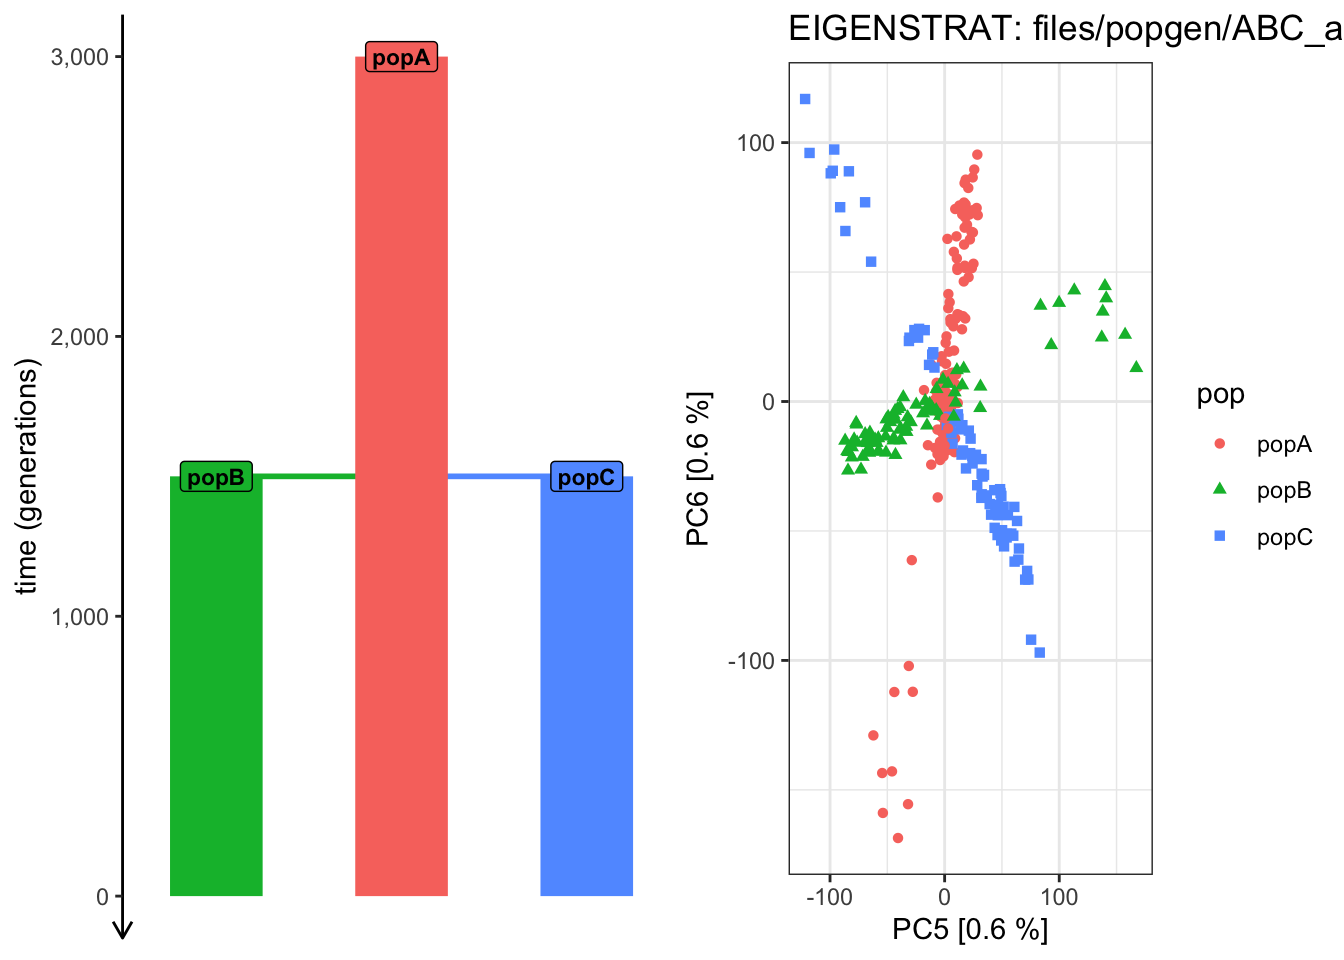 time (generations)
3,000
2,000
1,000
0
popA
popB
popC
EIGENSTRAT: files/popgen/ABC_a
PC6 [0.6 %]
100
0
-100
-100
0
100
PC5 [0.6 %]
pop
popA
popB
popC